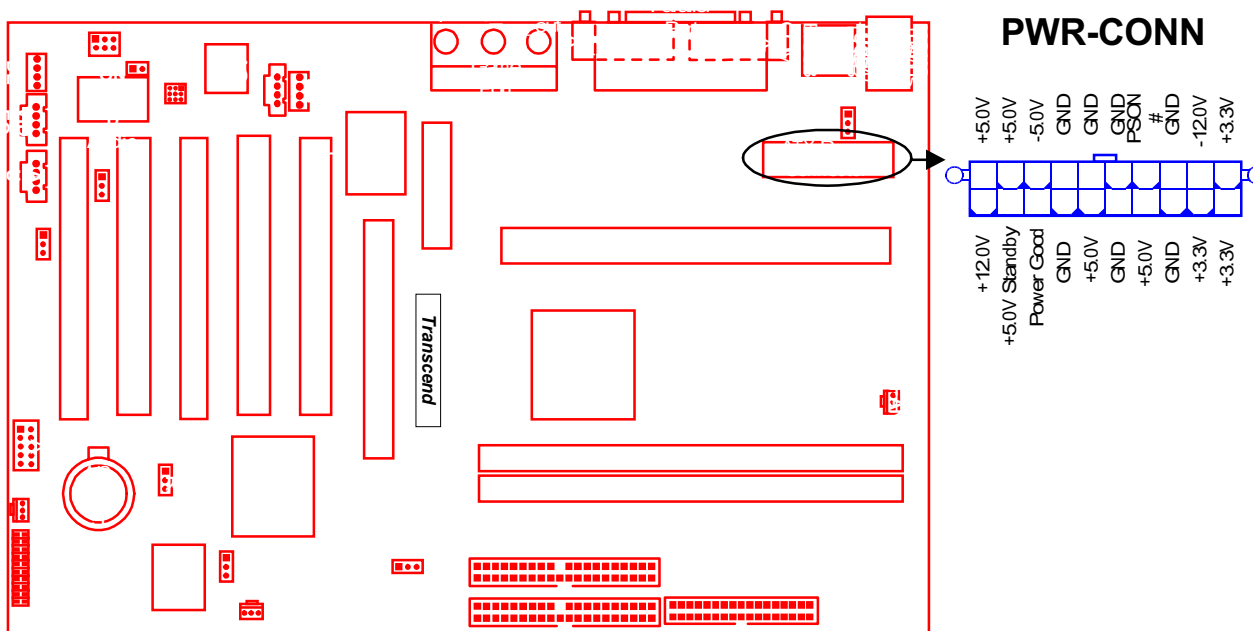 PWR-CONN
+5.0V
+5.0V
-5.0V
GND
GND
GND
PSON
#
GND
-12.0V
+3.3V
+12.0V
+5.0V Standby
Power Good
GND
+5.0V
GND
+5.0V
GND
+3.3V
+3.3V
Transcend